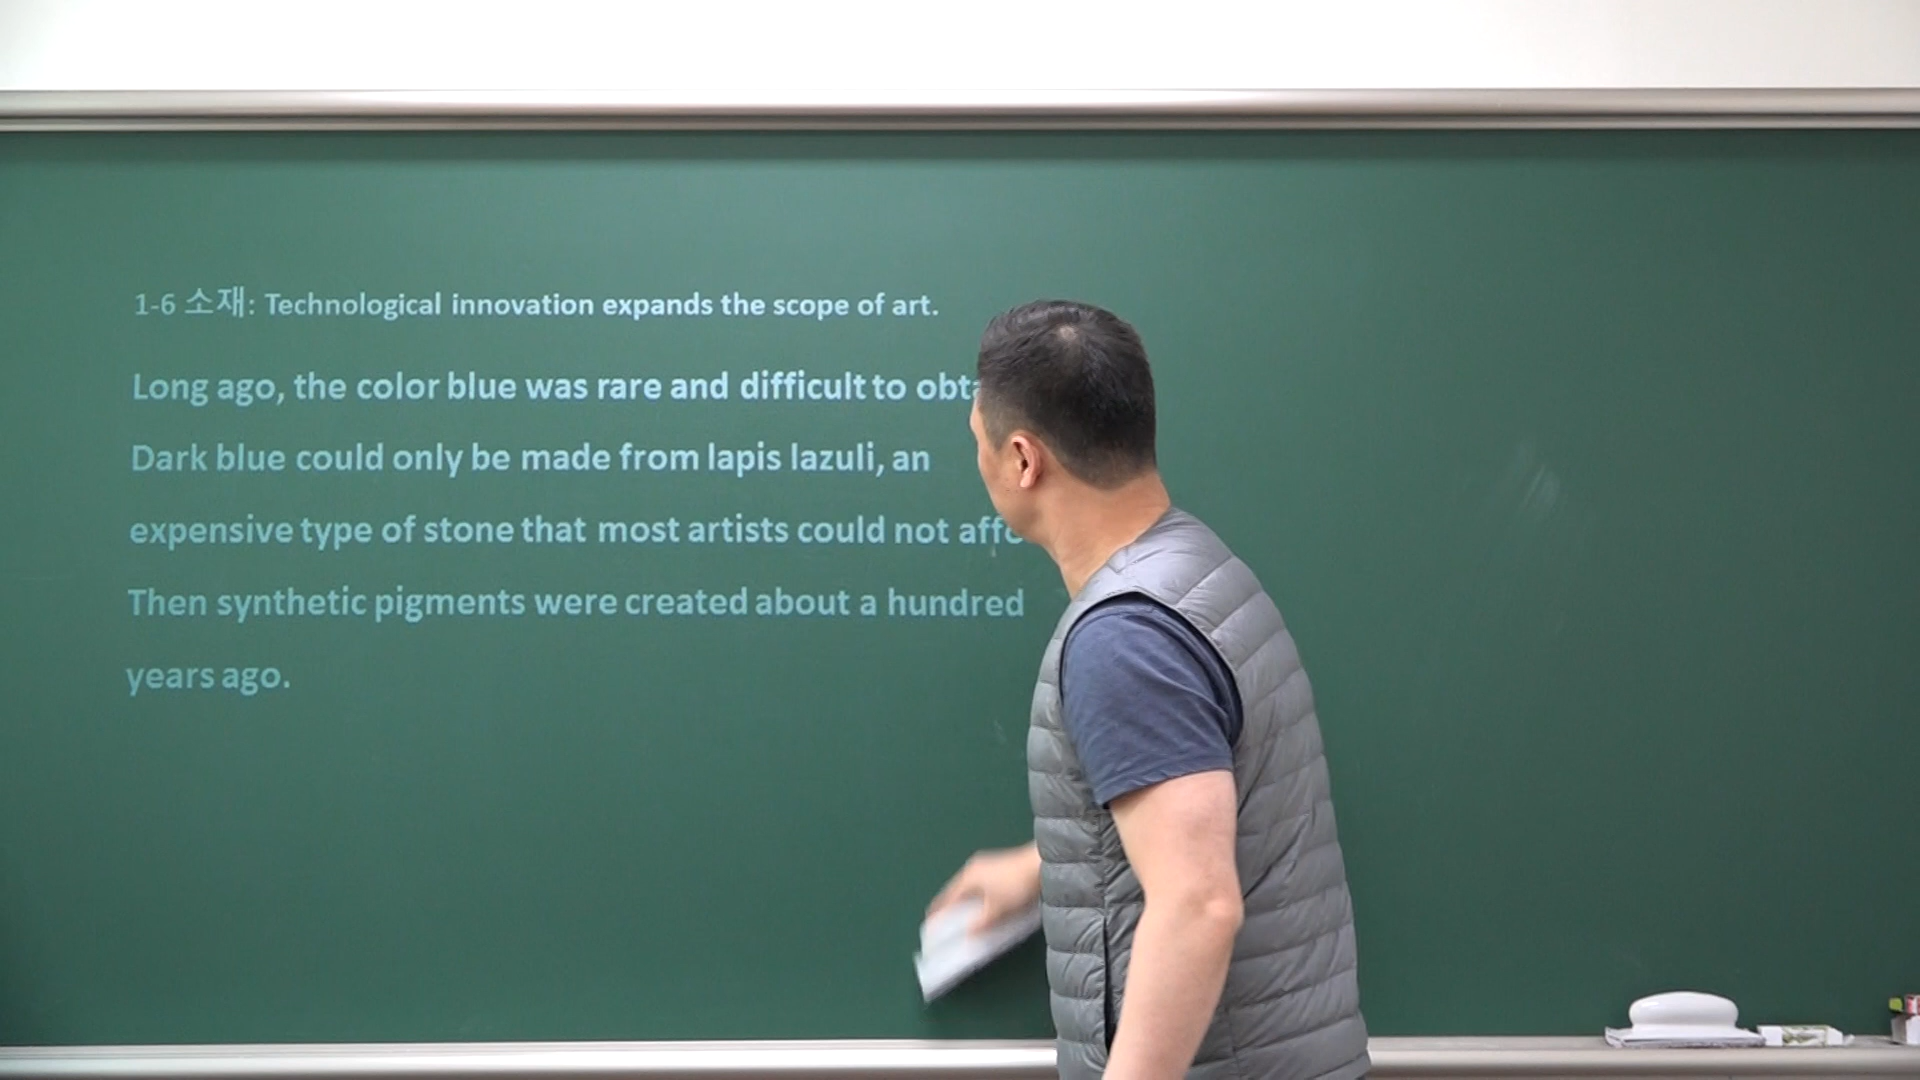 1-6 소재: Technological innovation expands the scope of art.
Long ago, the color blue was rare and difficult to
Dark blue could only be made from lapis lazuli, an
expensive type of stone that most artists could not
Then synthetic pigments were created about a hundred
years ago.